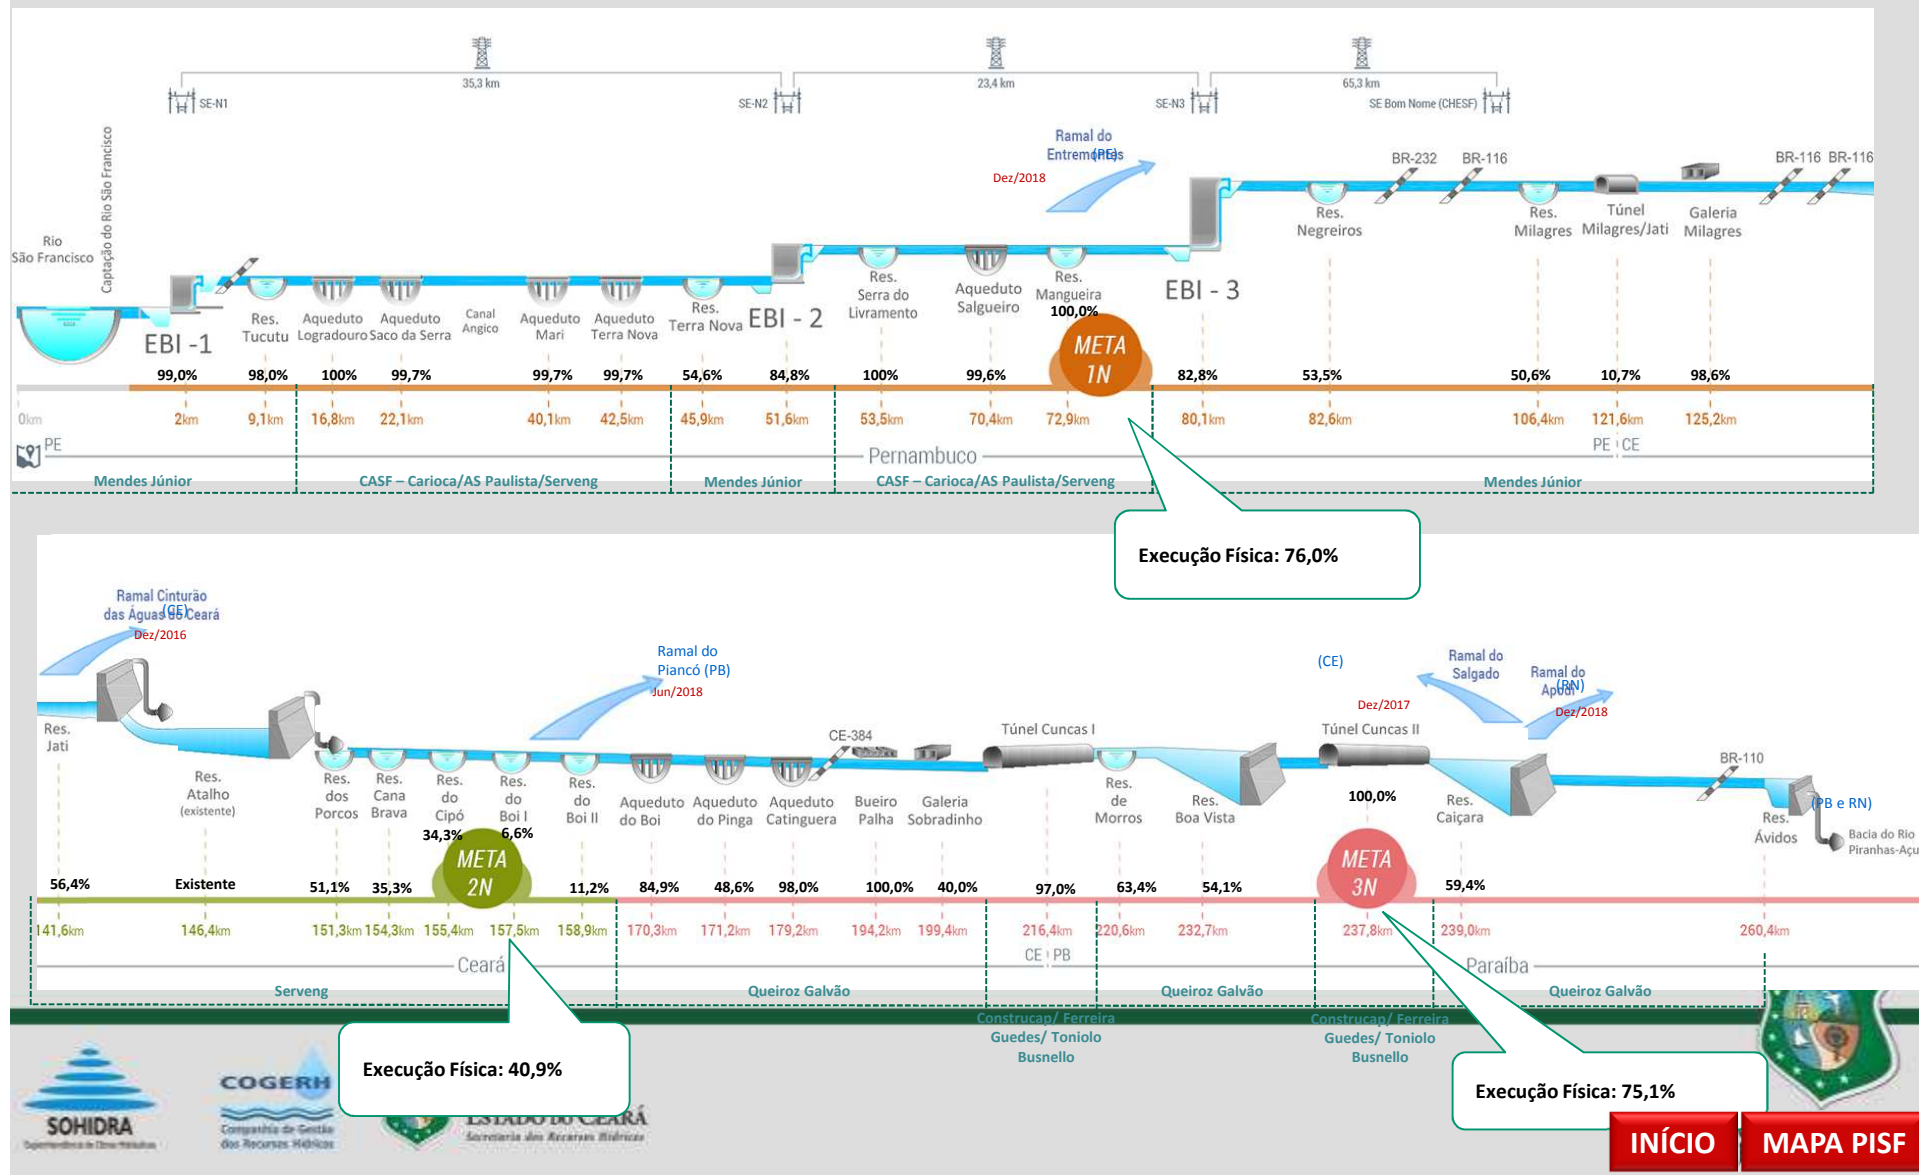 35,3 km
23,4 km
65,3 km
SE-N1
SE-N2
SE-N3
SE Bom Nome (CHESF)
Captação do Rio São Francisco
Ramal do
Entremontes
(PE)
Dez/2018
BR-232
BR-116
BR-116
BR-116
Rio
São Francisco
EBI -1
Res.
Tucutu
Aqueduto
Logradouro
Aqueduto
Saco da Serra
Canal
Angico
Aqueduto
Mari
Aqueduto
Terra Nova
Res.
Terra Nova
EBI - 2
Res.
Serra do
Livramento
Aqueduto
Salgueiro
Res.
Mangueira
100,0%
EBI - 3
Res.
Negreiros
Res.
Milagres
Túnel
Milagres/Jati
Galeria
Milagres
META
1N
99,0%
98,0%
100%
99,7%
99,7%
99,7%
54,6%
84,8%
100%
99,6%
82,8%
53,5%
50,6%
10,7%
98,6%
0km
2km
9,1km
16,8km
22,1km
40,1km
42,5km
45,9km
51,6km
53,5km
70,4km
72,9km
80,1km
82,6km
106,4km
121,6km
125,2km
PE
Pernambuco
PE CE
Mendes Júnior
CASF – Carioca/AS Paulista/Serveng
Mendes Júnior
CASF – Carioca/AS Paulista/Serveng
Mendes Júnior
Execução Física: 76,0%
Ramal Cinturão
das Águas do Ceará
(CE)
Dez/2016
Ramal do
Piancó (PB)
Jun/2018
(CE)
Ramal do
Salgado
Dez/2017
Ramal do
Apodi
(RN)
Dez/2018
Res.
Jati
Res.
Atalho
(existente)
Res.
dos
Porcos
Res.
Cana
Brava
Res.
do
Cipó
34,3%
Res.
do
Boi I
6,6%
Res.
do
Boi II
Aqueduto
do Boi
Aqueduto
do Pinga
Aqueduto
Catinguera
CE-384
Bueiro
Palha
Galeria
Sobradinho
Túnel Cuncas I
Res.
de
Morros
Res.
Boa Vista
Túnel Cuncas II
100,0%
Res.
Caiçara
BR-110
Res.
Ávidos
(PB e RN)
Bacia do Rio
Piranhas-Açu
META
2N
META
3N
56,4%
Existente
51,1%
35,3%
11,2%
84,9%
48,6%
98,0%
100,0%
40,0%
97,0%
63,4%
54,1%
59,4%
141,6km
146,4km
151,3km
154,3km
155,4km
157,5km
158,9km
170,3km
171,2km
179,2km
194,2km
199,4km
216,4km
220,6km
232,7km
237,8km
239,0km
260,4km
Ceará
CE PB
Paraíba
Serveng
Queiroz Galvão
Construcap/ Ferreira
Guedes/ Toniolo
Busnello
Queiroz Galvão
Construcap/ Ferreira
Guedes/ Toniolo
Busnello
Queiroz Galvão
Execução Física: 40,9%
Execução Física: 75,1%
SOHIDRA
COGERH
Companhia de Gestão
dos Recursos Hídricos
ESTADO DO CEARÁ
Secretaria dos Recursos Hídricos
INÍCIO
MAPA PISF